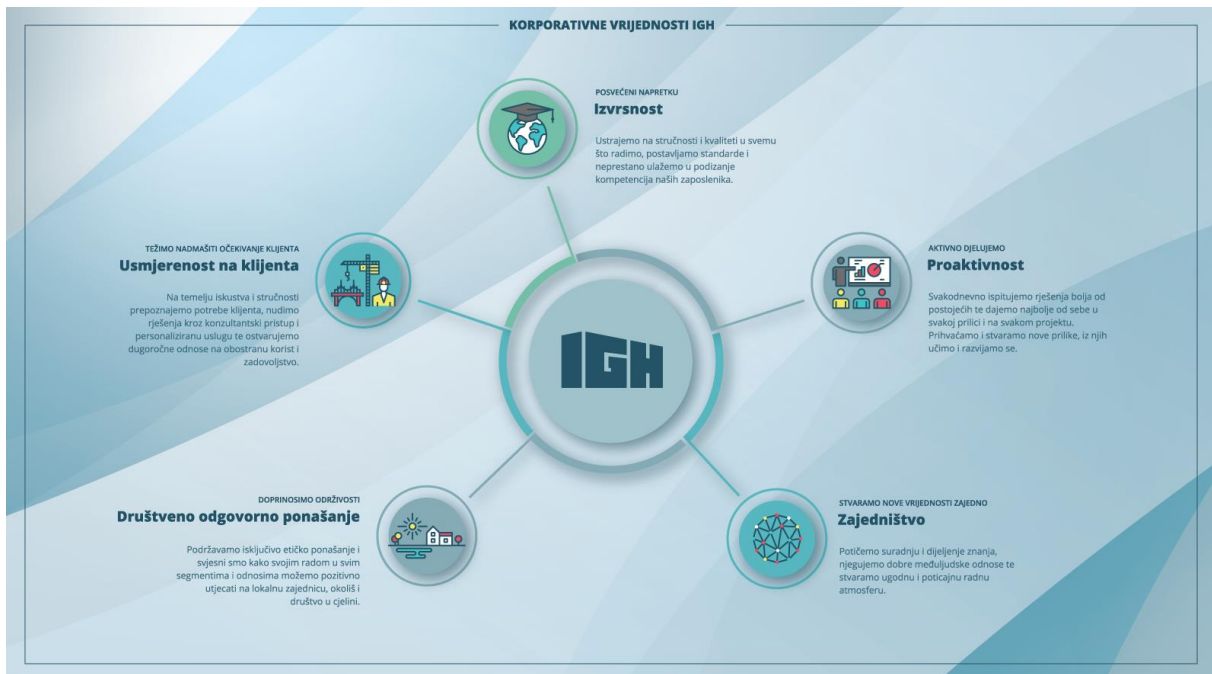 KORPORATIVNE VRIJEDNOSTI IGH
POSVEĆENI NAPRETKU
Izvrsnost
Ustrajemo na stručnosti i kvaliteti u svemu
što radimo, postavljamo standarde i
neprestano ulažemo u podizanje
kompetencija naših zaposlenika.
TEŽIMO NADMAŠITI OČEKIVANJE KLIJENTA
Usmjerenost na klijenta
Na temelju iskustva i stručnosti
prepoznajemo potrebe klijenta, nudimo
rješenja kroz konzultantski pristup i
personaliziranu uslugu te ostvarujemo
dugoročne odnose na obostranu korist i
zadovoljstvo.
AKTIVNO DJELUJEMO
Proaktivnost
Svakodnevno ispitujemo rješenja bolja od
postojećih te dajemo najbolje od sebe u
svakoj prilici i na svakom projektu.
Prihvaćamo i stvaramo nove prilike, iz njih
učimo i razvijamo se.
IGH
DOPRINOSIMO ODRŽIVOSTI
Društveno odgovorno ponašanje
Podržavamo isključivo etičko ponašanje i
svjesni smo kako svojim radom u svim
segmentima i odnosima možemo pozitivno
utjecati na lokalnu zajednicu, okoliš i
društvo u cjelini.
STVARAMO NOVE VRIJEDNOSTI ZAJEDNO
Zajedništvo
Potičemo suradnju i dijeljenje znanja,
njegujemo dobre međuljudske odnose te
stvaramo ugodnu i poticajnu radnu
atmosferu.